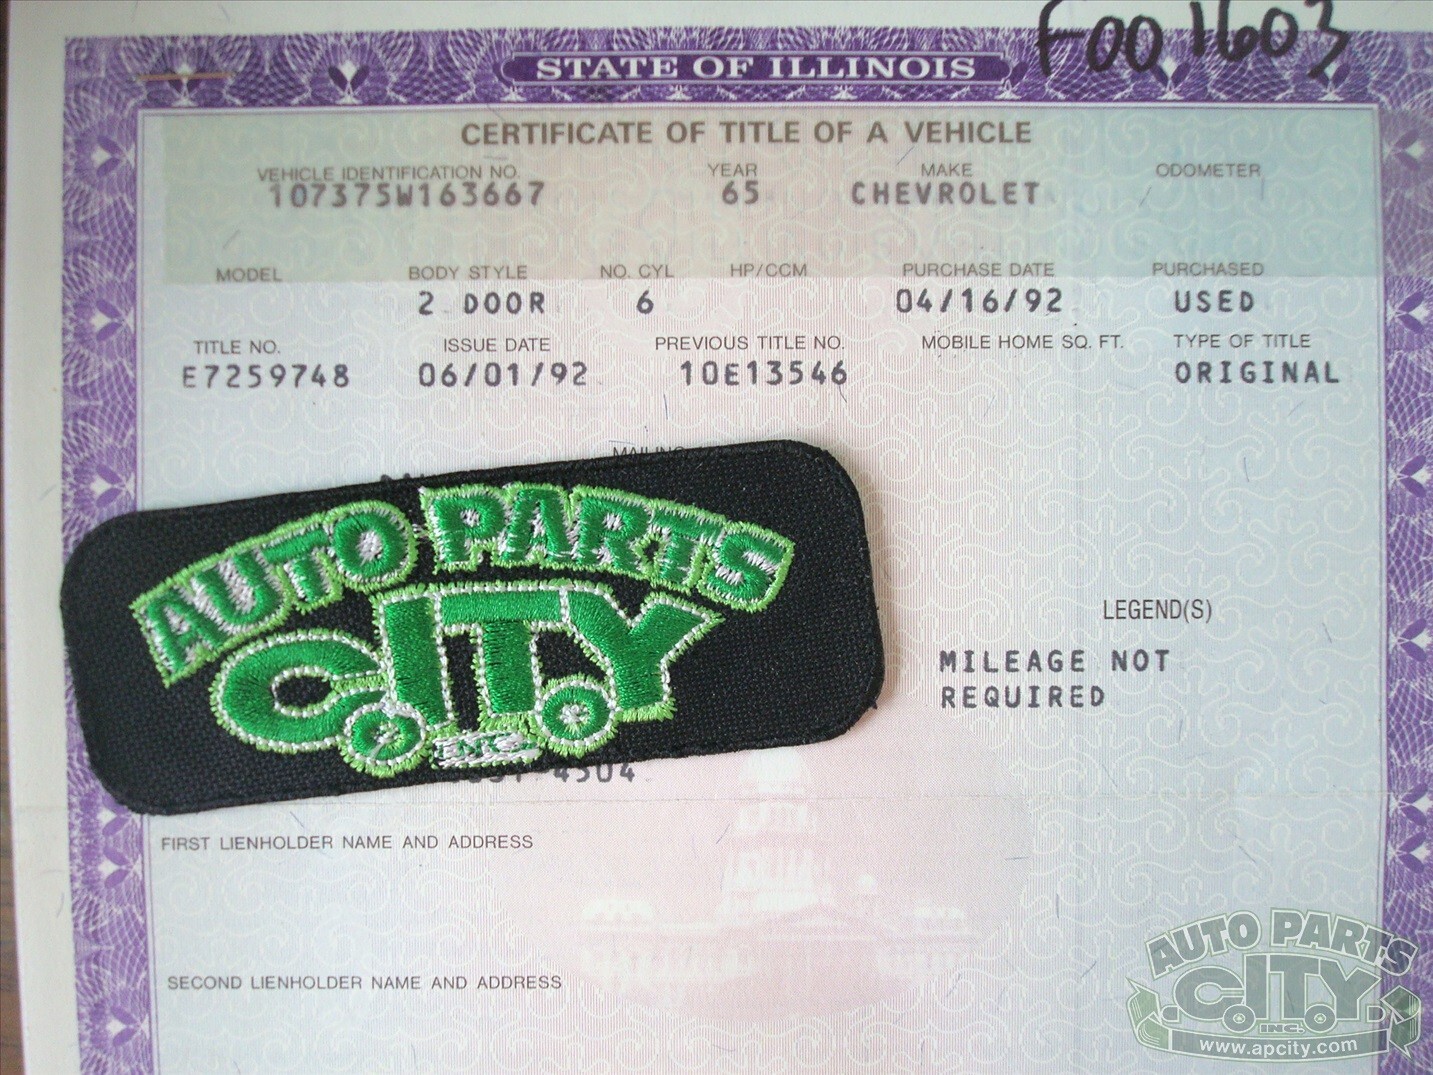 F001603
STATE OF ILLINOIS
CERTIFICATE OF TITLE OF A VEHICLE
VEHICLE IDENTIFICATION NO. YEAR MAKE ODOMETER
107375W163667 65 CHEVROLET
MODEL BODY STYLE NO. CYL HP/CCM PURCHASE DATE PURCHASED
2 DOOR 6 04/16/92 USED
TITLE NO. ISSUE DATE PREVIOUS TITLE NO. MOBILE HOME SQ. FT. TYPE OF TITLE
E7259748 06/01/92 10E13546 ORIGINAL
AUTO PARTS
CITY
INC.
LEGEND(S)
MILEAGE NOT
REQUIRED
FIRST LIENHOLDER NAME AND ADDRESS
SECOND LIENHOLDER NAME AND ADDRESS
AUTO PARTS
CITY
INC.
www.apcity.com